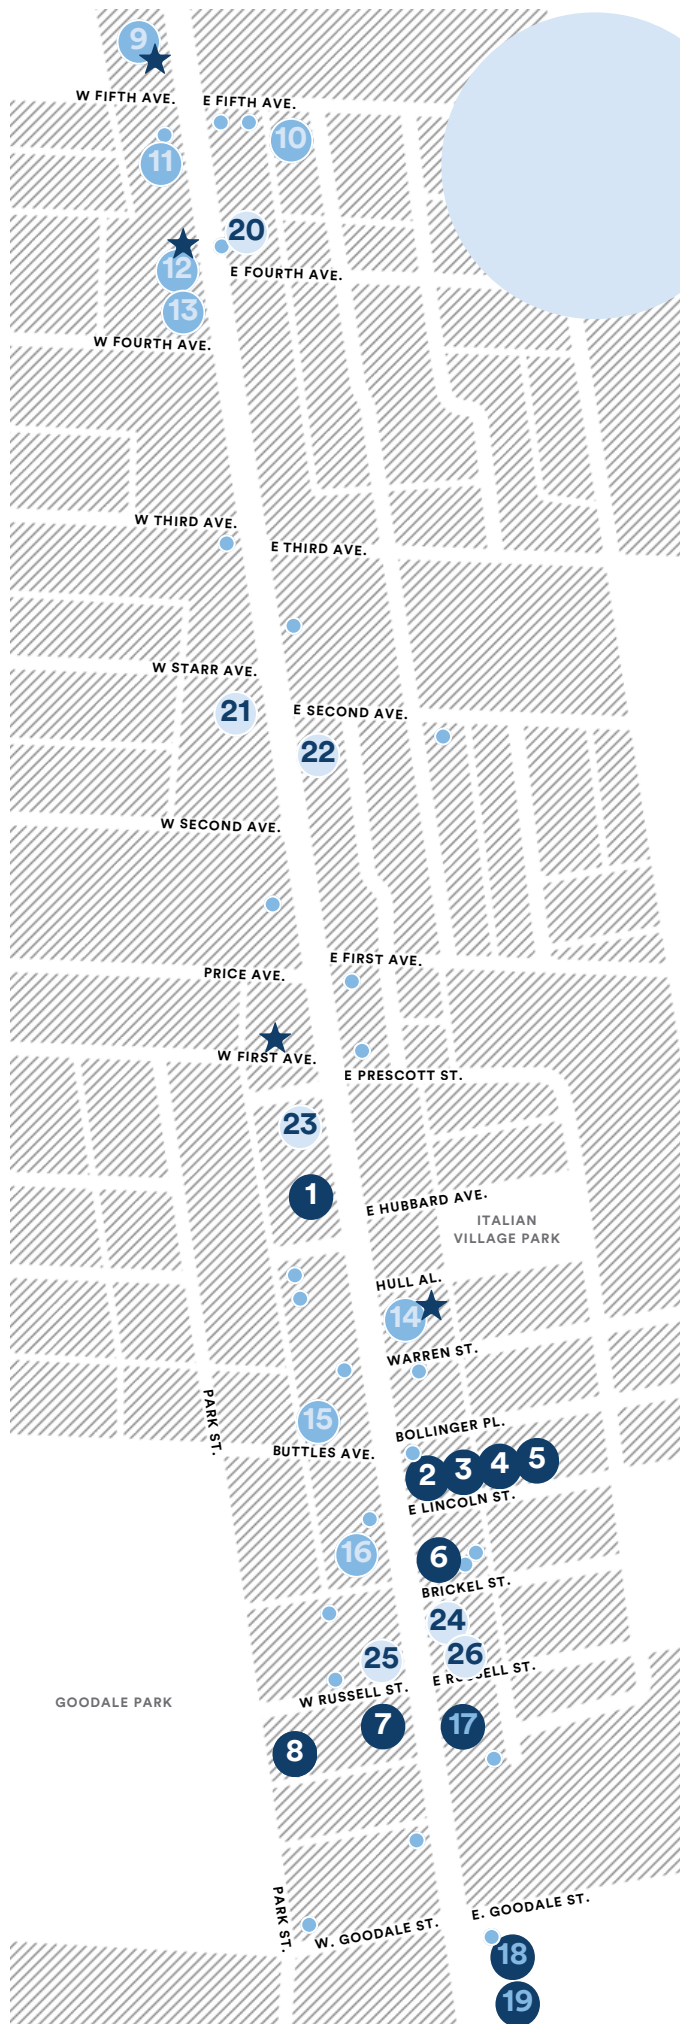 9
W FIFTH AVE.
E FIFTH AVE.
10
11
20
12
E FOURTH AVE.
13
W FOURTH AVE.
W THIRD AVE.
E THIRD AVE.
W STARR AVE.
21
E SECOND AVE.
22
W SECOND AVE.
E FIRST AVE.
PRICE AVE.
W FIRST AVE.
E PRESCOTT ST.
23
1
E HUBBARD AVE.
ITALIAN
VILLAGE PARK
HULL AL.
14
WARREN ST.
PARK ST.
15
BOLLINGER PL.
BUTTLES AVE.
2
3
4
5
E LINCOLN ST.
16
6
BRICKEL ST.
24
25
26
E RUSSELL ST.
W RUSSELL ST.
GOODALE PARK
7
17
8
PARK ST.
E. GOODALE ST.
W. GOODALE ST.
18
19